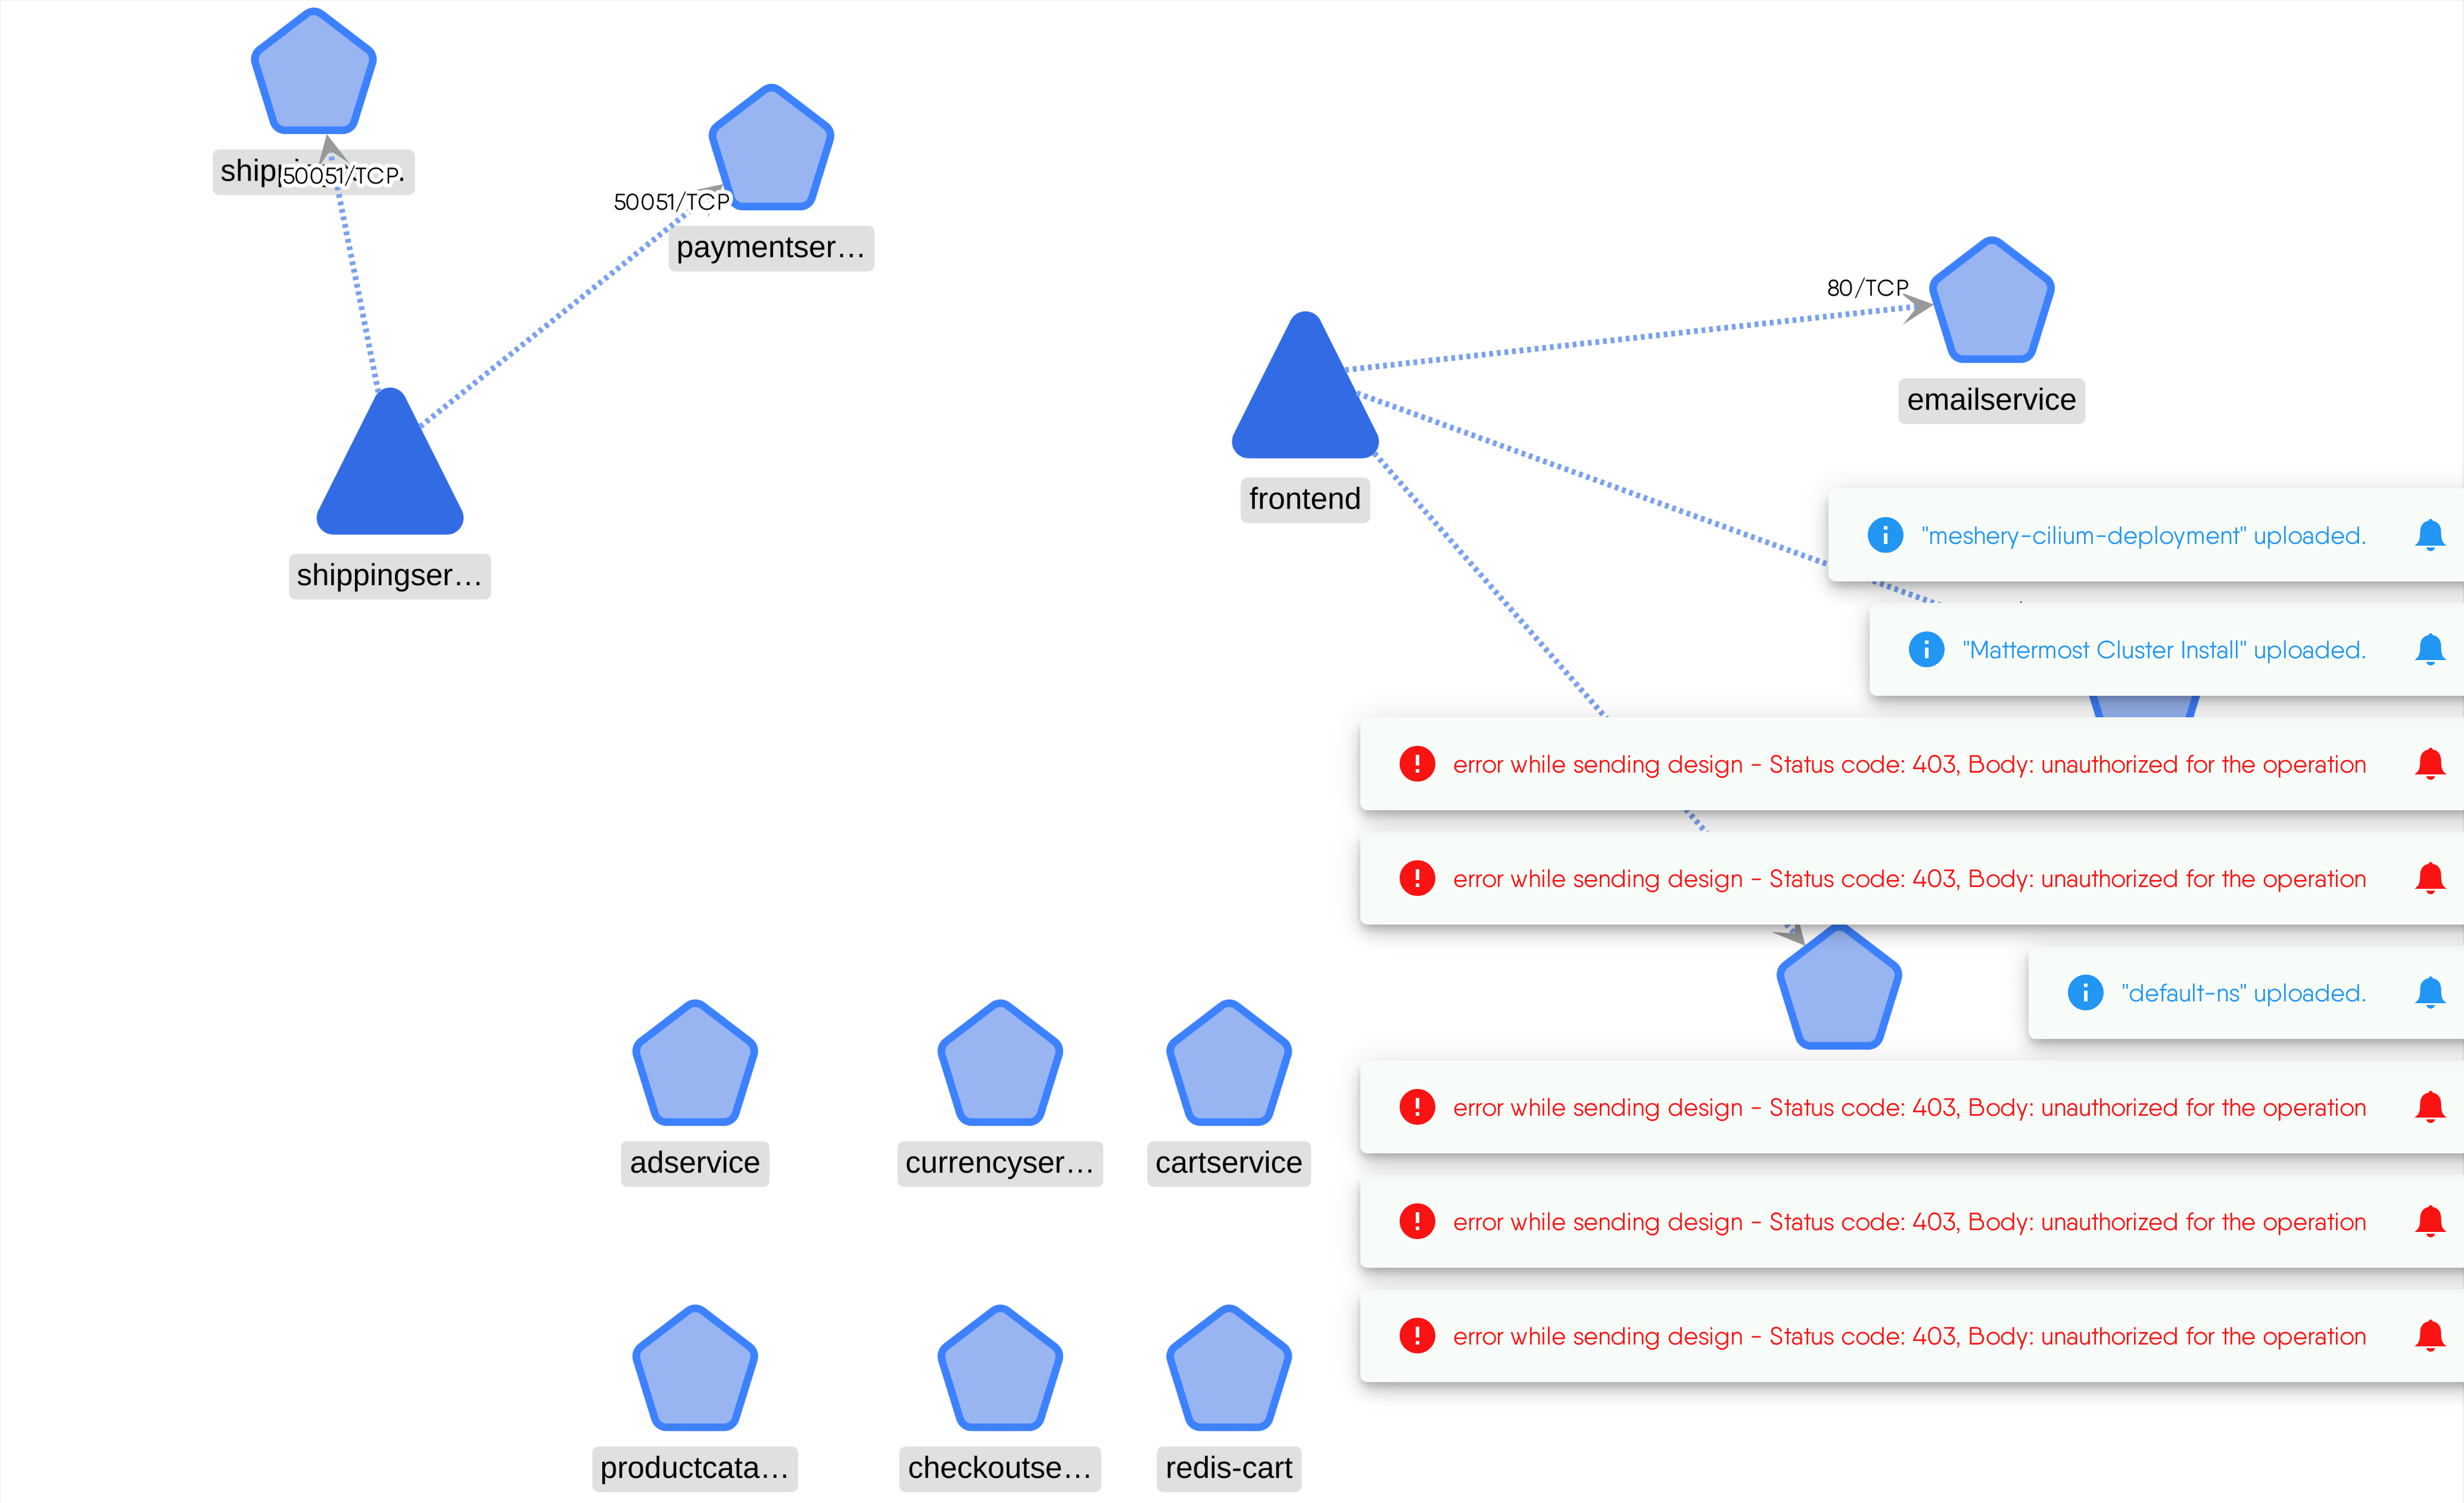 50051/TCP
50051/TCP
paymentser...
80/TCP
emailservice
frontend
"meshery-cilium-deployment" uploaded.
shippingser...
"Mattermost Cluster Install" uploaded.
error while sending design - Status code: 403, Body: unauthorized for the operation
error while sending design - Status code: 403, Body: unauthorized for the operation
"default-ns" uploaded.
error while sending design - Status code: 403, Body: unauthorized for the operation
adservice
currencyser...
cartservice
error while sending design - Status code: 403, Body: unauthorized for the operation
error while sending design - Status code: 403, Body: unauthorized for the operation
productcata...
checkoutse...
redis-cart